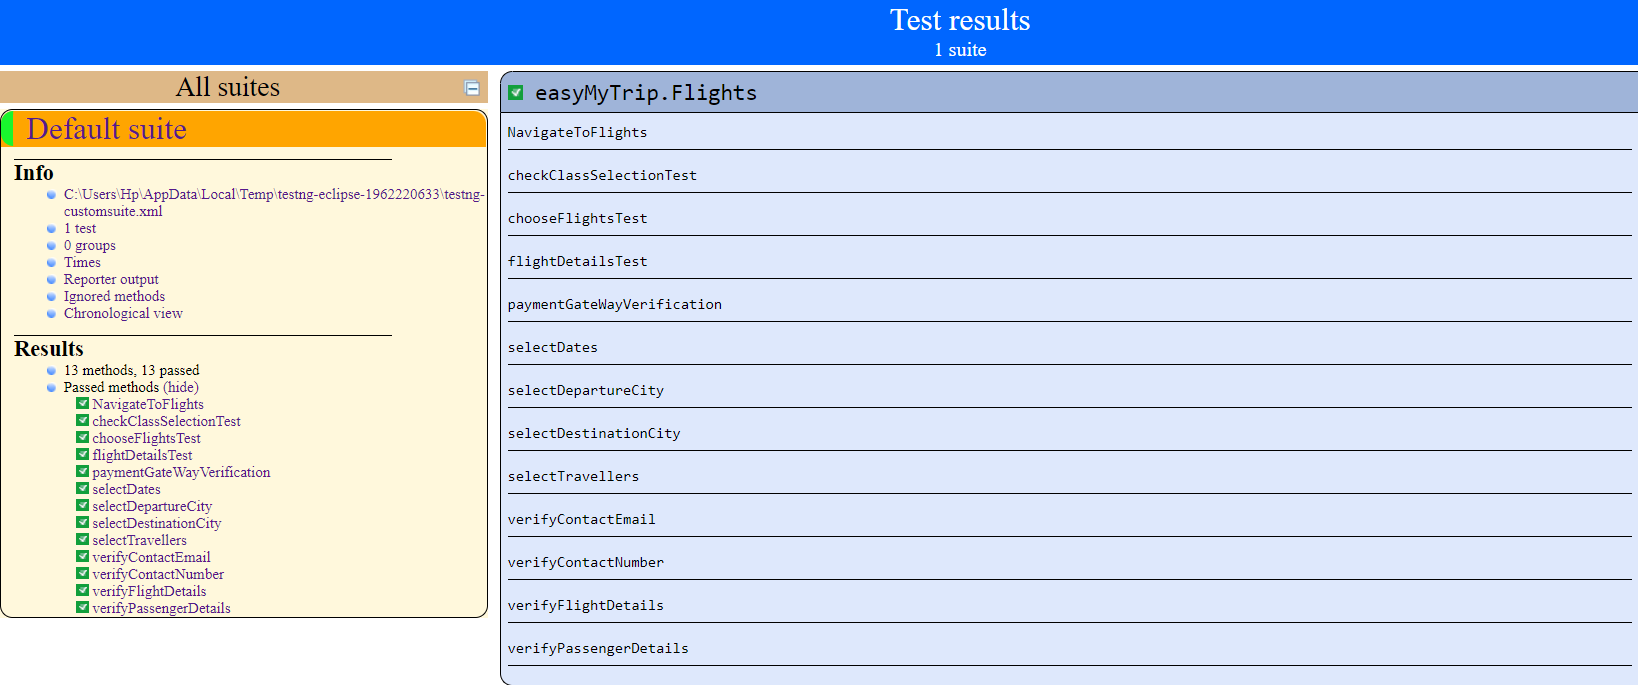 Test results
1 suite
All suites
Default suite
Info
C:\Users\Hp\AppData\Local\Temp\testng-eclipse-1962220633\testng-
customsuite.xml
1 test
0 groups
Times
Reporter output
Ignored methods
Chronological view
Results
13 methods, 13 passed
Passed methods (hide)
NavigateToFlights
checkClassSelectionTest
chooseFlightsTest
flightDetailsTest
paymentGateWayVerification
selectDates
selectDepartureCity
selectDestinationCity
selectTravellers
verifyContactEmail
verifyContactNumber
verifyFlightDetails
verifyPassengerDetails
easyMyTrip.Flights
NavigateToFlights
checkClassSelectionTest
chooseFlightsTest
flightDetailsTest
paymentGateWayVerification
selectDates
selectDepartureCity
selectDestinationCity
selectTravellers
verifyContactEmail
verifyContactNumber
verifyFlightDetails
verifyPassengerDetails